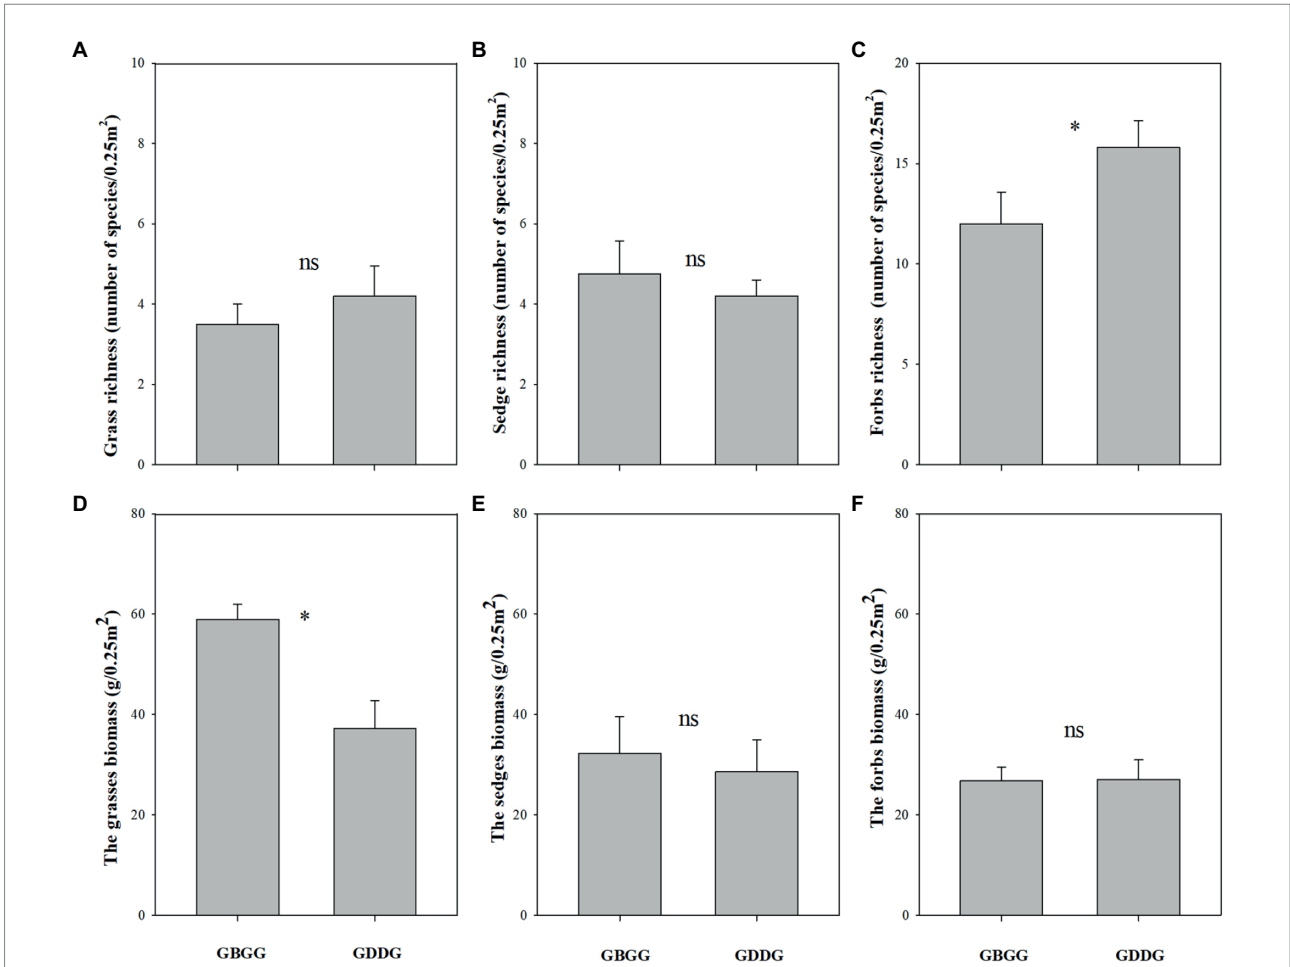 A
B
C
Grass richness (number of species/0.25m²)
10
8
6
4
2
0
ns
Sedge richness (number of species/0.25m²)
10
8
6
4
2
0
ns
Forbs richness (number of species/0.25m²)
20
15
10
5
0
*
D
E
F
The grasses biomass (g/0.25m²)
80
60
40
20
0
*
GBGG GDDG
The sedges biomass (g/0.25m²)
80
60
40
20
0
ns
GBGG GDDG
The forbs biomass (g/0.25m²)
80
60
40
20
0
ns
GBGG GDDG